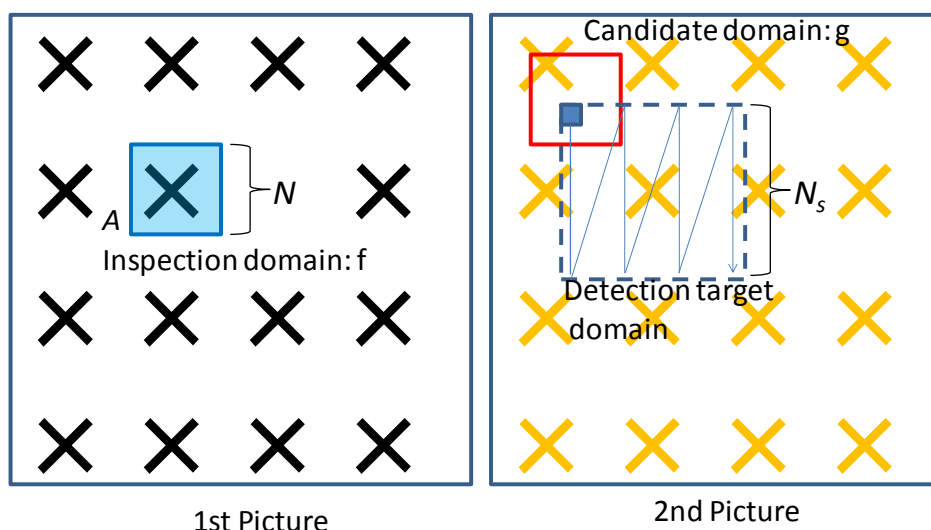 Candidate domain: g
N
A
Inspection domain: f
Nₛ
Detection target
domain
1st Picture
2nd Picture